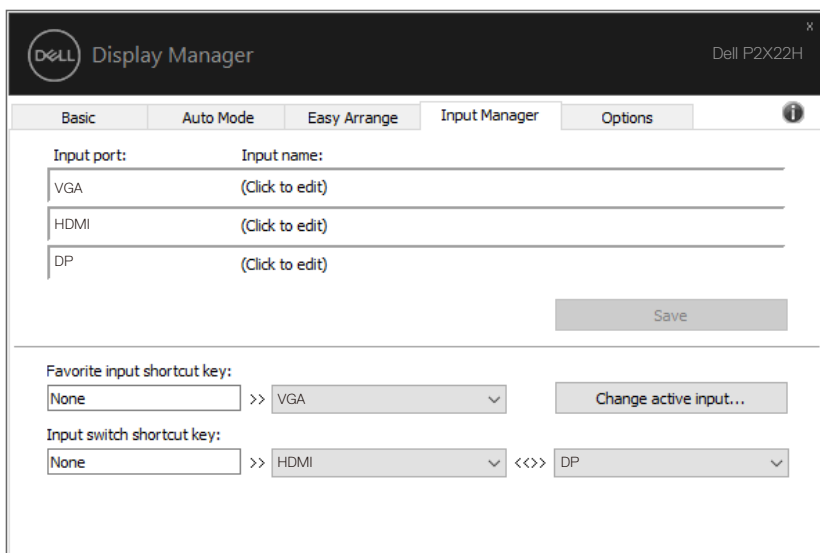 x
DELL Display Manager Dell P2X22H
Basic Auto Mode Easy Arrange Input Manager Options i
Input port: Input name:
VGA (Click to edit)
HDMI (Click to edit)
DP (Click to edit)
Save
Favorite input shortcut key:
None >> VGA Change active input...
Input switch shortcut key:
None >> HDMI <<>> DP